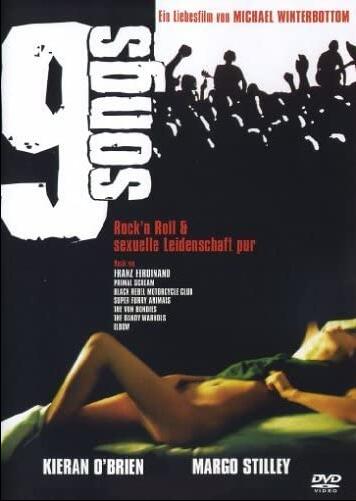 Ein Liebesfilm von MICHAEL WINTERBOTTOM
9 songs
Rock'n Roll &
sexuelle Leidenschaft pur
Musik von
FRANZ FERDINAND
PRIMAL SCREAM
BLACK REBEL MOTORCYCLE CLUB
SUPER FURRY ANIMALS
THE VON BONDIES
THE DANDY WARHOLS
ELBOW
KIERAN O'BRIEN MARGO STILLEY
DVD
VIDEO